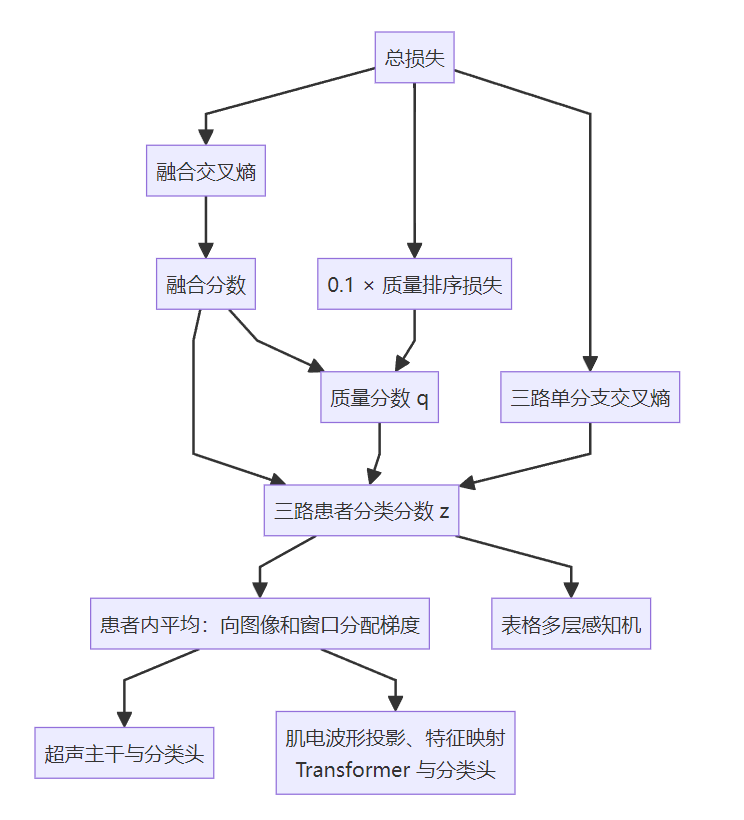 总损失
融合交叉熵
融合分数
0.1 × 质量排序损失
质量分数 q
三路单分支交叉熵
三路患者分类分数 z
患者内平均：向图像和窗口分配梯度
表格多层感知机
超声主干与分类头
肌电波形投影、特征映射
Transformer 与分类头